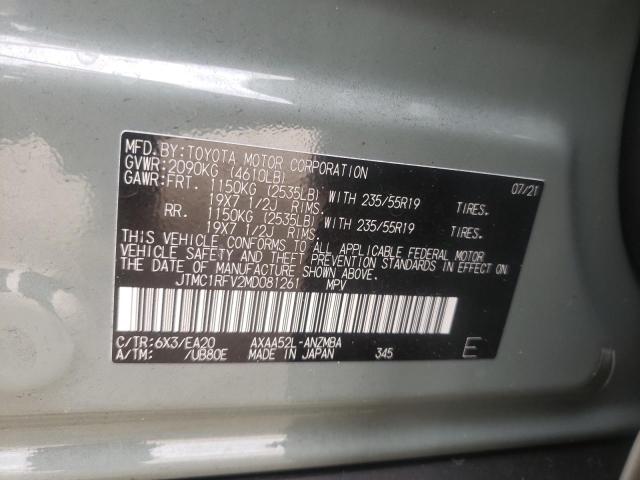 MFD.BY:TOYOTA MOTOR CORPORATION
GVWR:2090KG (4610LB) 07/21
GAWR:FRT. 1150KG (2535LB) WITH 235/55R19 TIRES.
19X7 1/2J RIMS.
RR. 1150KG (2535LB) WITH 235/55R19 TIRES.
19X7 1/2J RIMS.
THIS VEHICLE CONFORMS TO ALL APPLICABLE FEDERAL MOTOR
VEHICLE SAFETY AND THEFT PREVENTION STANDARDS IN EFFECT ON
THE DATE OF MANUFACTURE SHOWN ABOVE.
JTMC1RFV2MD081261 MPV
C/TR:6X3/EA20 AXAA52L-ANZMBA
A/TM: /UB80E MADE IN JAPAN 345 E